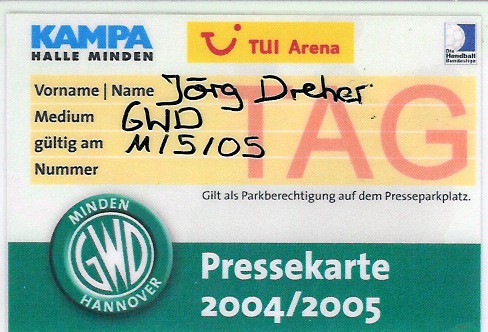 KAMPA
HALLE MINDEN
TUI Arena
Die Handball Bundesliga
Vorname | Name Jörg Dreher
Medium GWD
gültig am 11/5/05
Nummer
TAG
Gilt als Parkberechtigung auf dem Presseparkplatz.
MINDEN
GWD
HANNOVER
Pressekarte
2004/2005